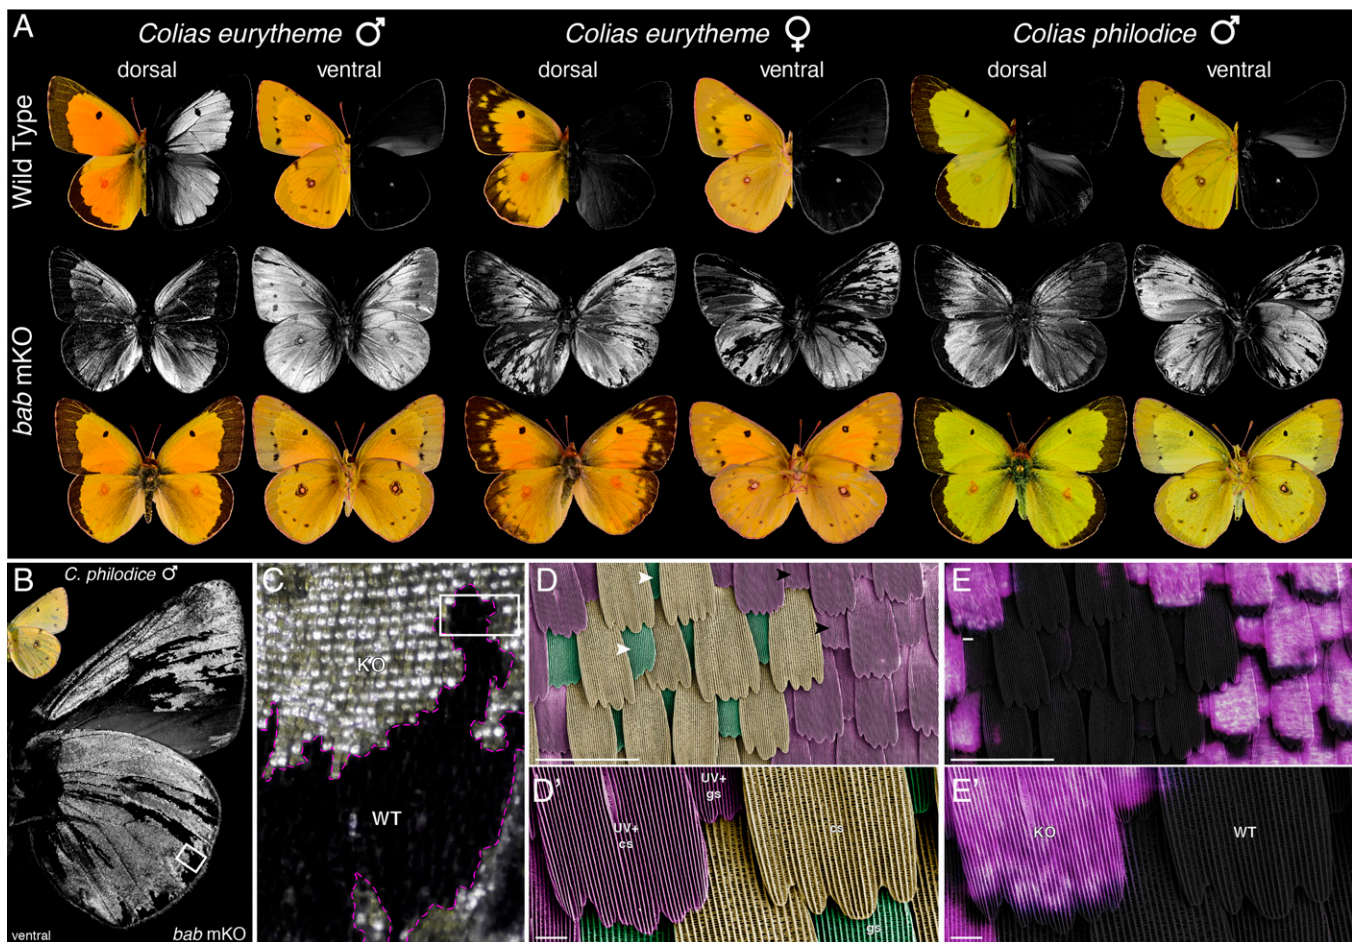 A
Colias eurytheme ♂
Colias eurytheme ♀
Colias philodice ♂
dorsal
ventral
dorsal
ventral
dorsal
ventral
Wild Type
bab mKO
B
C. philodice ♂
ventral
bab mKO
C
KO
WT
D
D'
UV+
cs
UV+
gs
cs
gs
E
E'
KO
WT